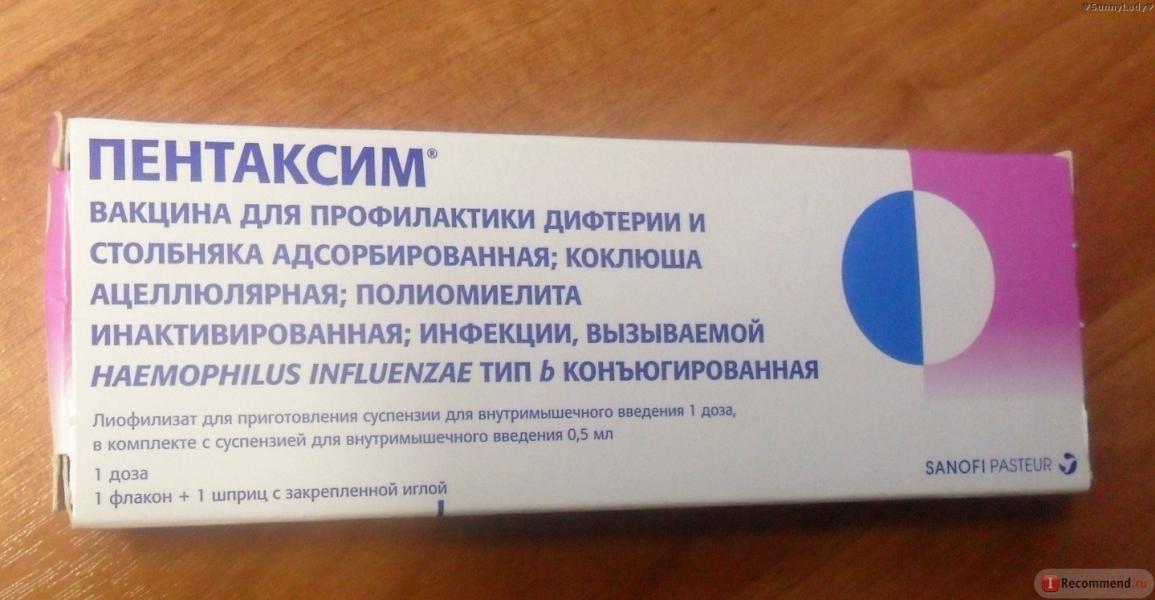 ♥SunnyLady♥
ПЕНТАКСИМ®
ВАКЦИНА ДЛЯ ПРОФИЛАКТИКИ ДИФТЕРИИ И
СТОЛБНЯКА АДСОРБИРОВАННАЯ; КОКЛЮША
АЦЕЛЛЮЛЯРНАЯ; ПОЛИОМИЕЛИТА
ИНАКТИВИРОВАННАЯ; ИНФЕКЦИИ, ВЫЗЫВАЕМОЙ
HAEMOPHILUS INFLUENZAE ТИП b КОНЪЮГИРОВАННАЯ
Лиофилизат для приготовления суспензии для внутримышечного введения 1 доза,
в комплекте с суспензией для внутримышечного введения 0,5 мл
1 доза
1 флакон + 1 шприц с закрепленной иглой
SANOFI PASTEUR
I Recommend.ru